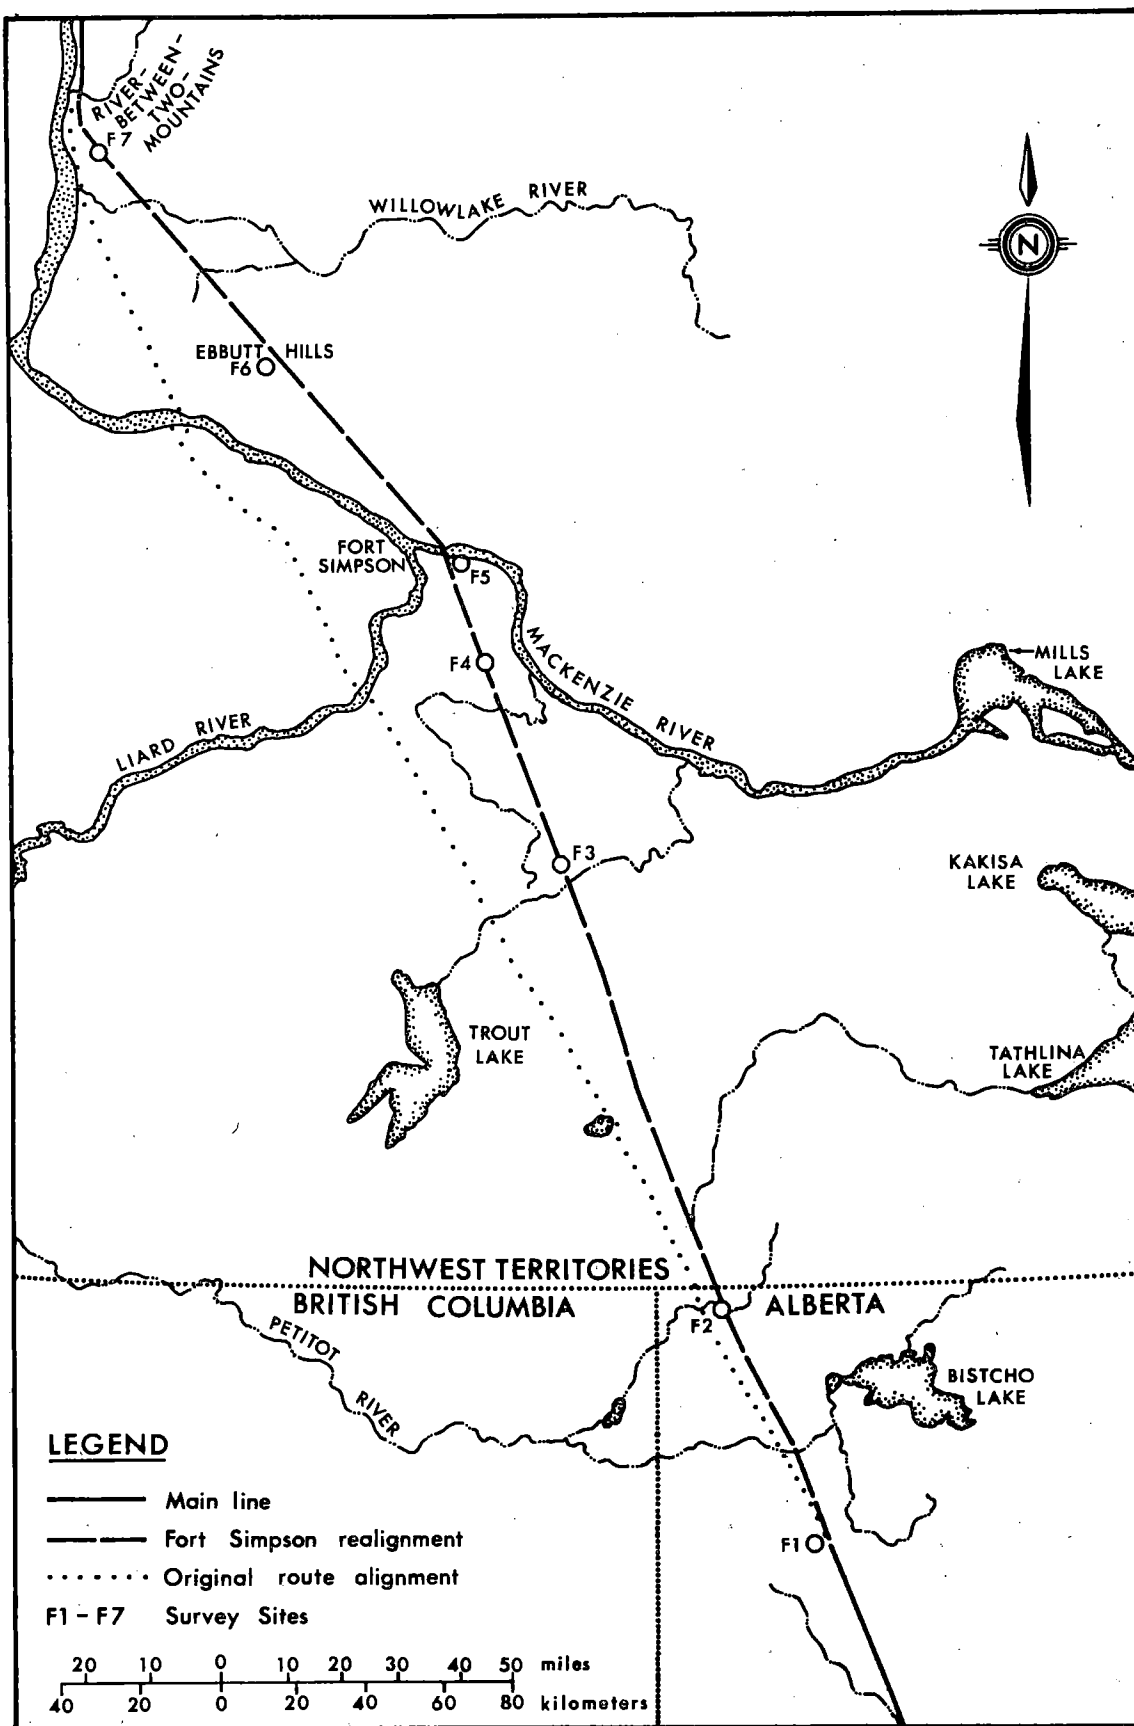 RIVER-
BETWEEN-
TWO-
MOUNTAINS
F7
WILLOWLAKE RIVER
N
EBBUTT HILLS
F6
FORT
SIMPSON
F5
F4
MACKENZIE RIVER
MILLS
LAKE
LIARD RIVER
F3
KAKISA
LAKE
TROUT
LAKE
TATHLINA
LAKE
NORTHWEST TERRITORIES
BRITISH COLUMBIA
ALBERTA
F2
PETITOT RIVER
BISTCHO
LAKE
F1
LEGEND
Main line
Fort Simpson realignment
Original route alignment
F1-F7 Survey Sites
20 10 0 10 20 30 40 50 miles
40 20 0 20 40 60 80 kilometers